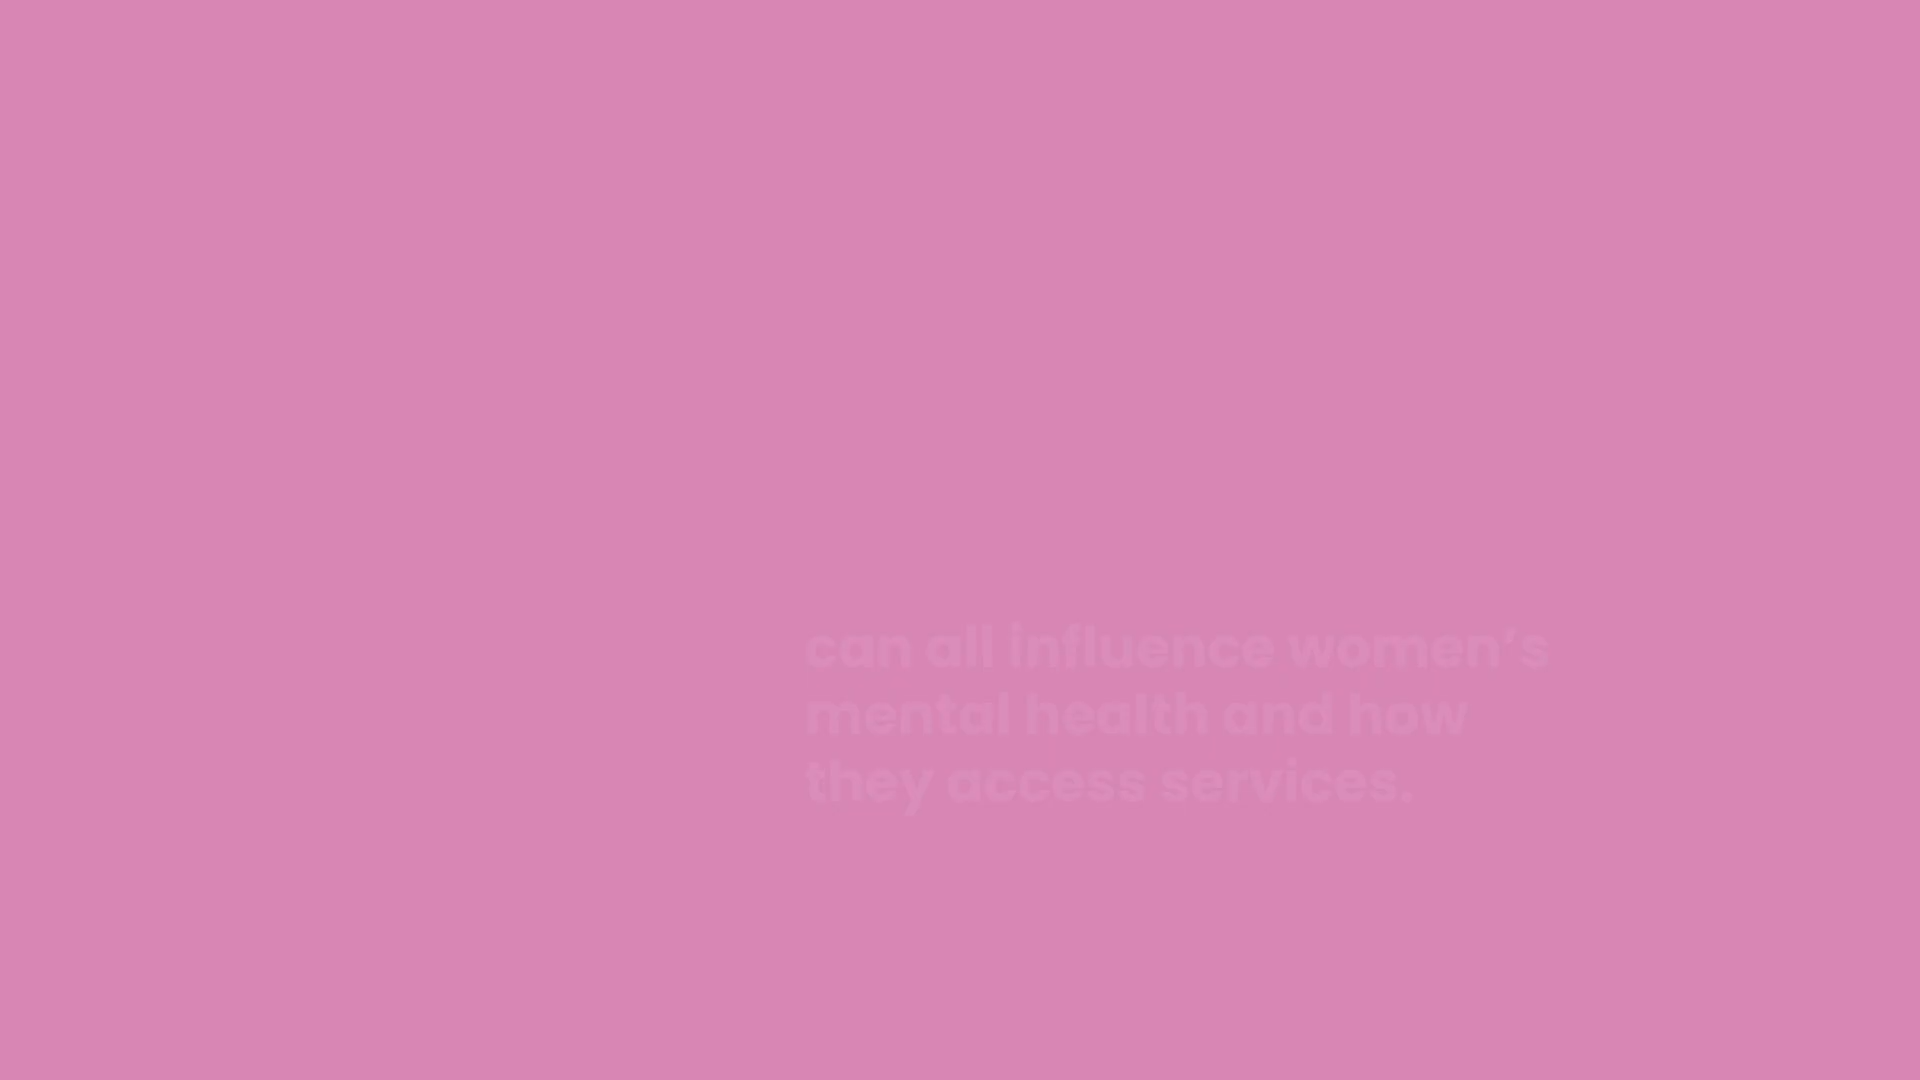 can all influence women’s
mental health and how
they access services.